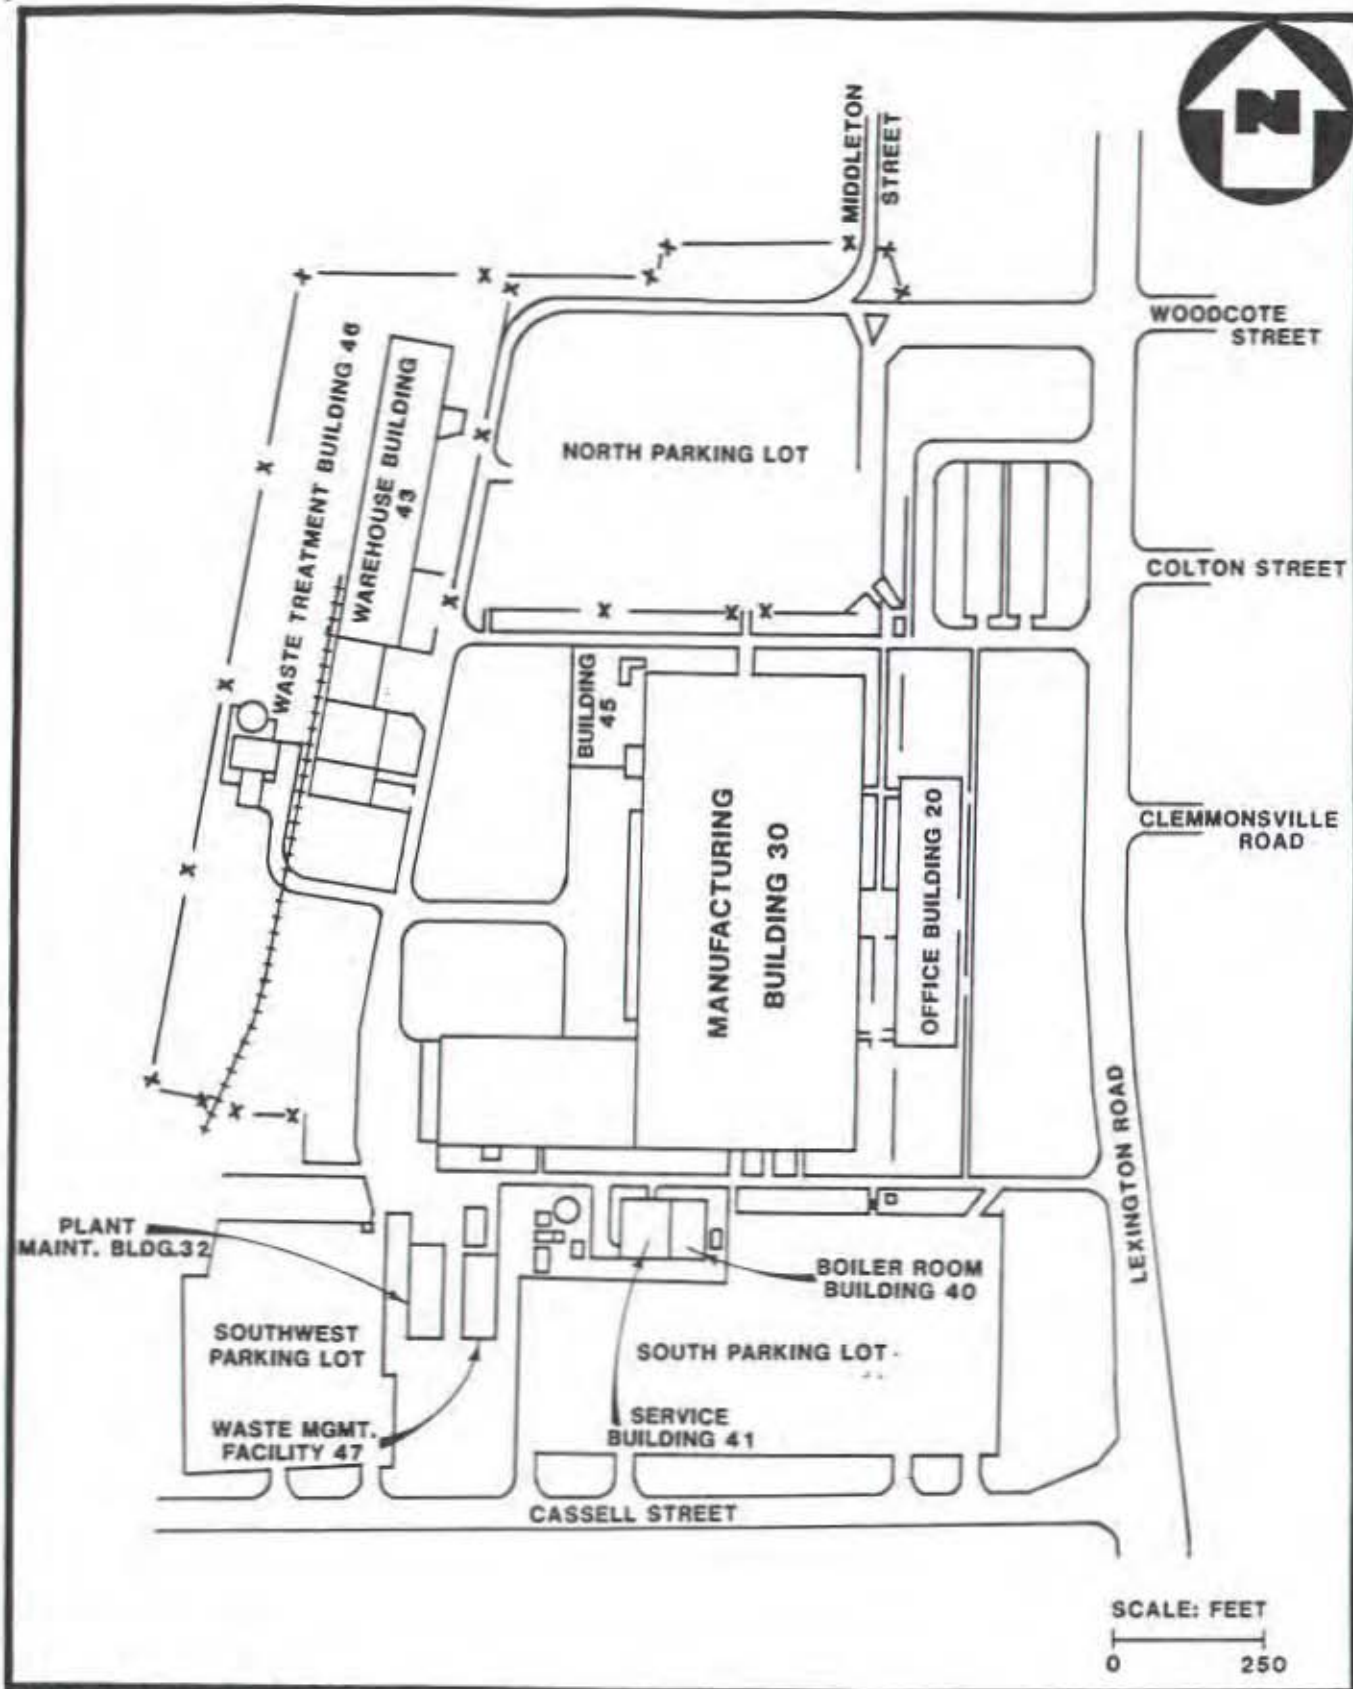 N
MIDDLETON
STREET
WOODCOTE
STREET
WASTE TREATMENT BUILDING 46
WAREHOUSE BUILDING
43
NORTH PARKING LOT
COLTON STREET
BUILDING
45
MANUFACTURING
BUILDING 30
OFFICE BUILDING 20
CLEMMONSVILLE
ROAD
LEXINGTON ROAD
PLANT
MAINT. BLDG.32
BOILER ROOM
BUILDING 40
SOUTHWEST
PARKING LOT
SOUTH PARKING LOT
WASTE MGMT.
FACILITY 47
SERVICE
BUILDING 41
CASSELL STREET
SCALE: FEET
0 250